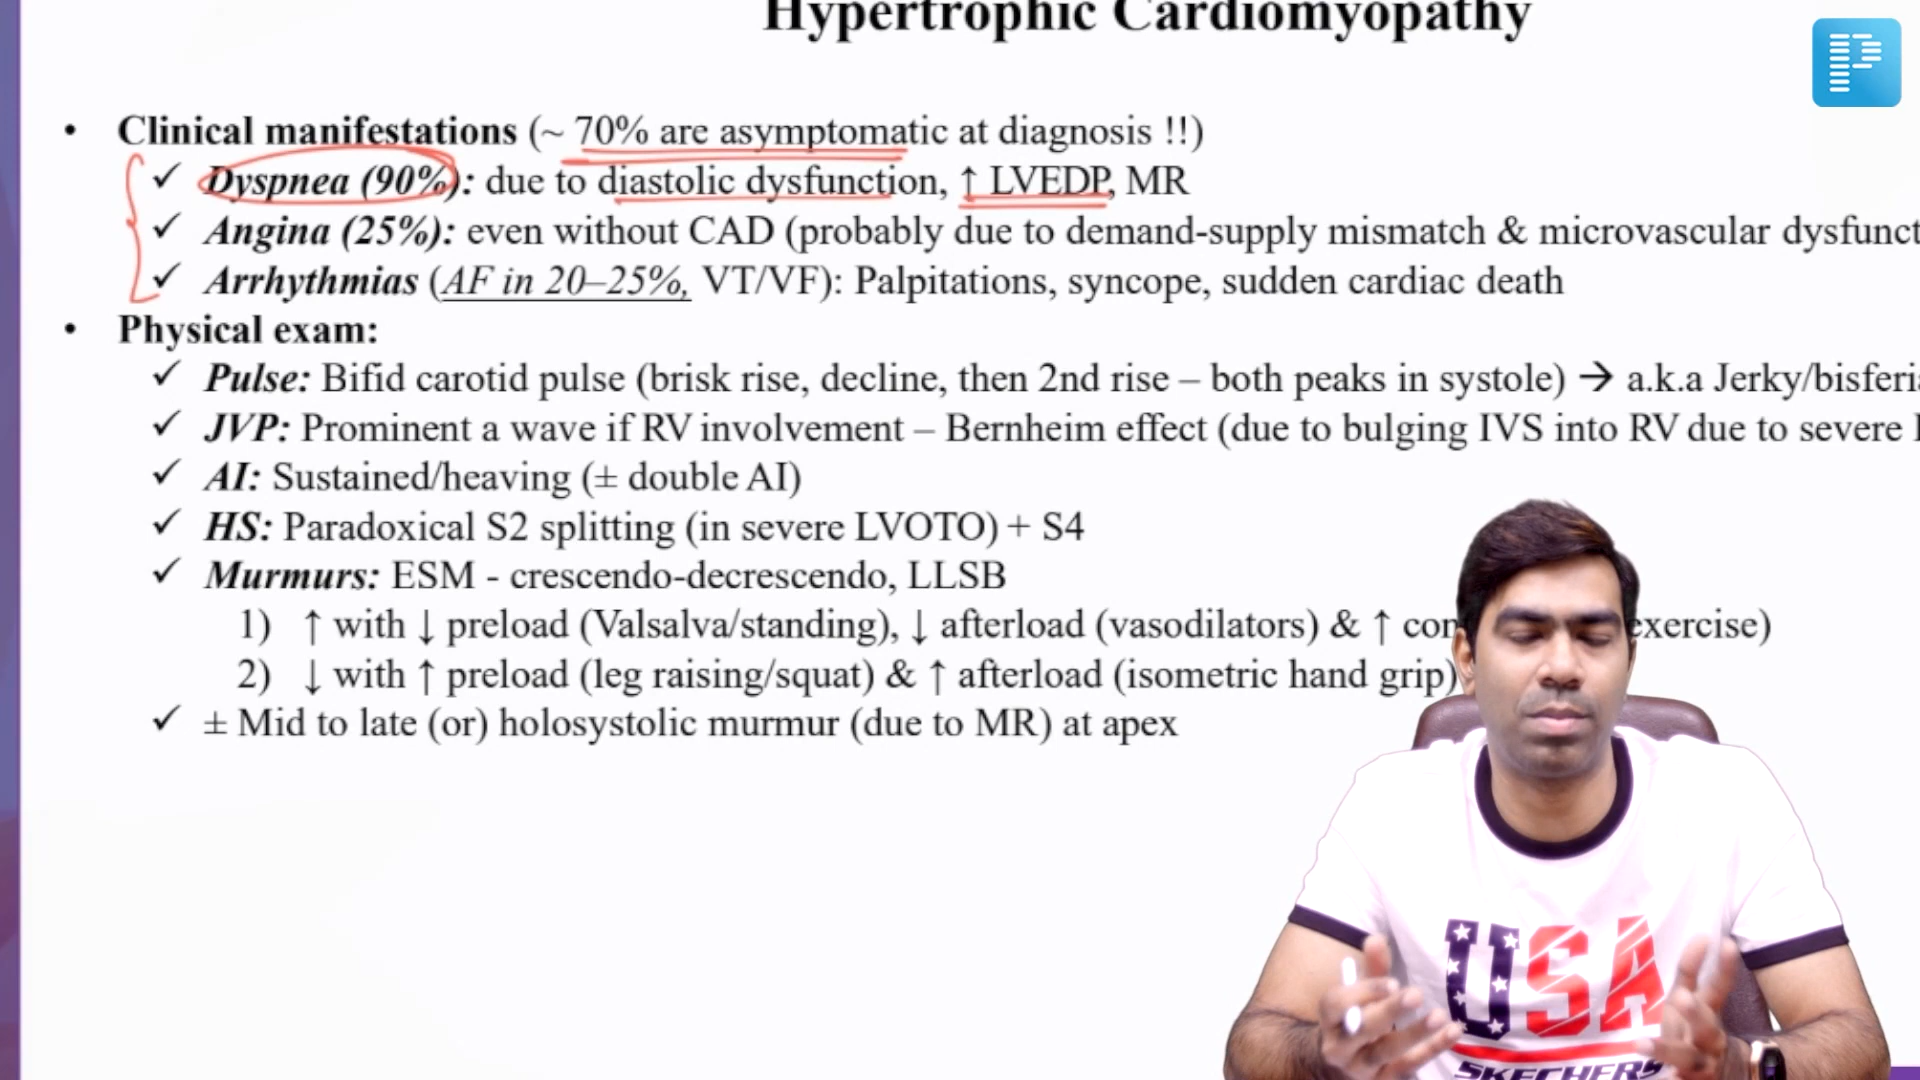 Hypertrophic Cardiomyopathy
• Clinical manifestations (~ 70% are asymptomatic at diagnosis !!)
✓ Dyspnea (90%): due to diastolic dysfunction, ↑ LVEDP, MR
✓ Angina (25%): even without CAD (probably due to demand-supply mismatch & microvascular dysfunct
✓ Arrhythmias (AF in 20–25%, VT/VF): Palpitations, syncope, sudden cardiac death
• Physical exam:
✓ Pulse: Bifid carotid pulse (brisk rise, decline, then 2nd rise – both peaks in systole) → a.k.a Jerky/bisferi
✓ JVP: Prominent a wave if RV involvement – Bernheim effect (due to bulging IVS into RV due to severe
✓ AI: Sustained/heaving (± double AI)
✓ HS: Paradoxical S2 splitting (in severe LVOTO) + S4
✓ Murmurs: ESM - crescendo-decrescendo, LLSB
1) ↑ with ↓ preload (Valsalva/standing), ↓ afterload (vasodilators) & ↑ con exercise)
2) ↓ with ↑ preload (leg raising/squat) & ↑ afterload (isometric hand grip)
✓ ± Mid to late (or) holosystolic murmur (due to MR) at apex
USA
SKECHERS